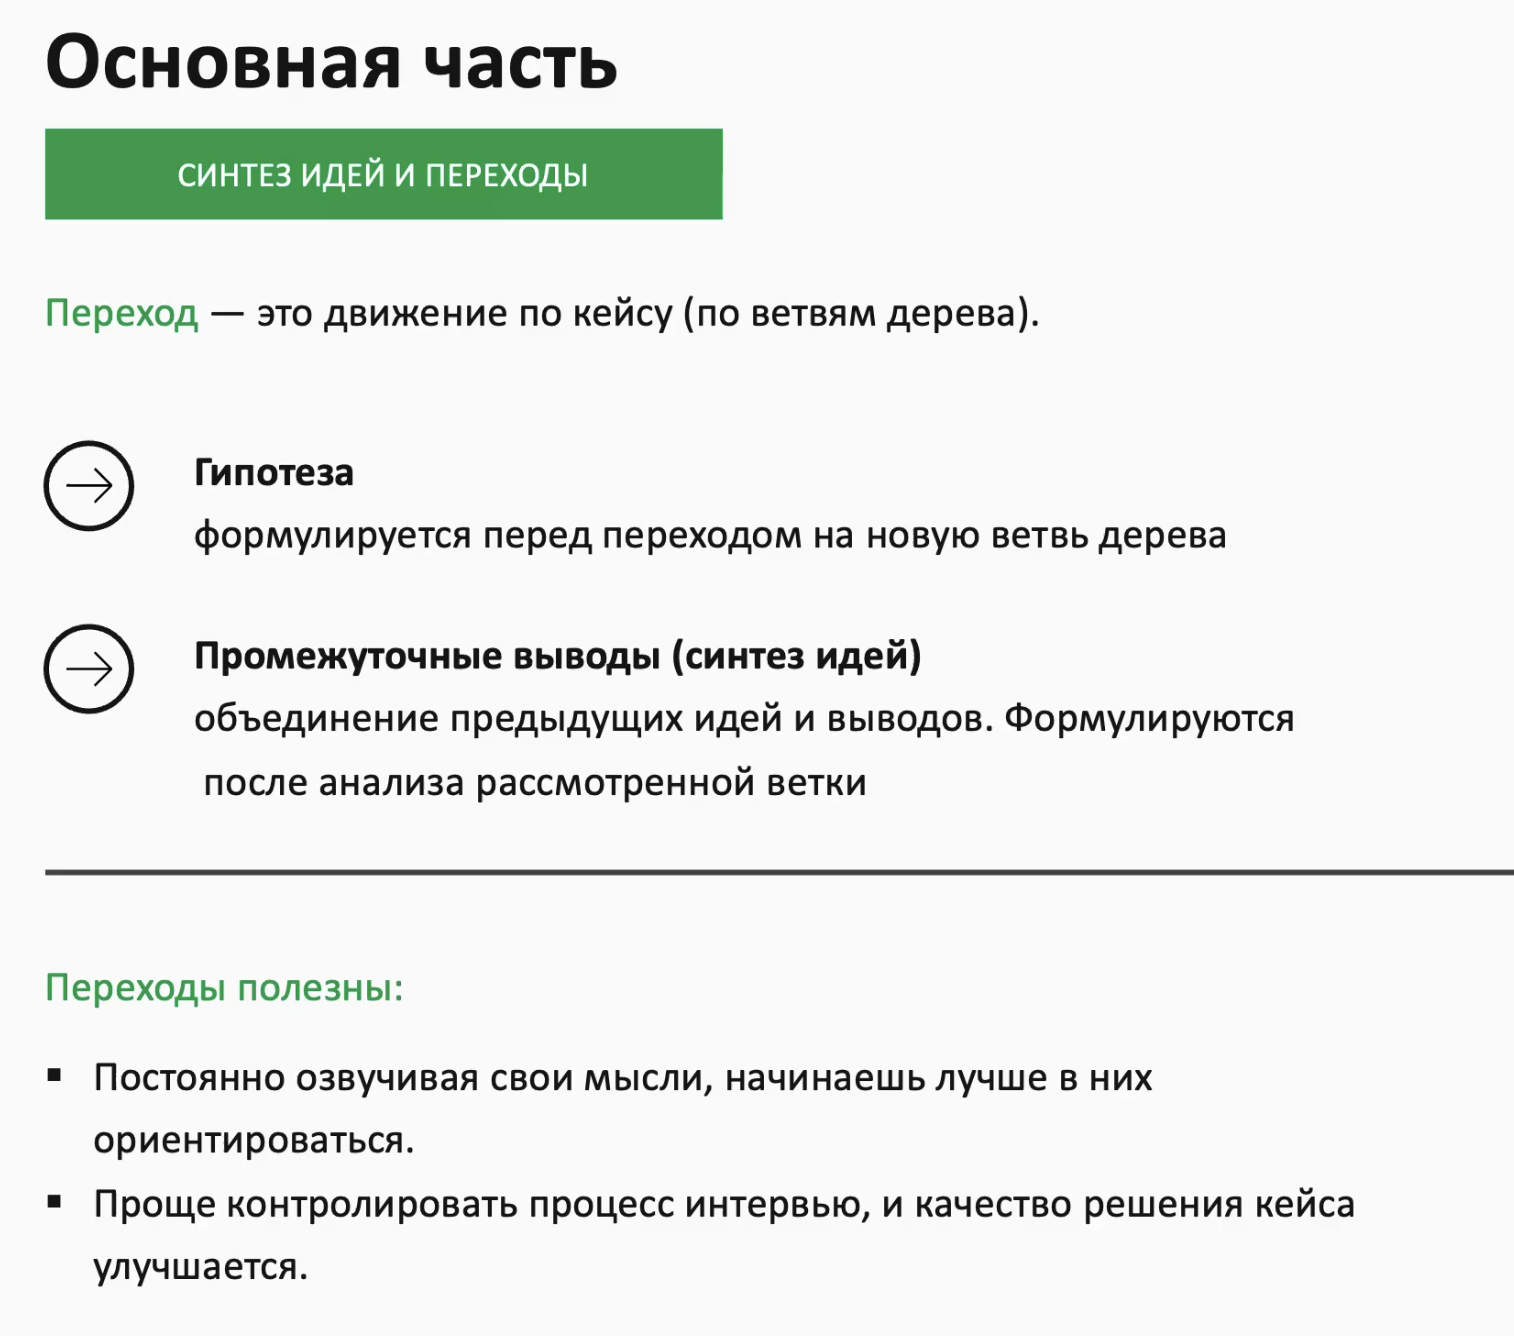 Основная часть
СИНТЕЗ ИДЕЙ И ПЕРЕХОДЫ
Переход — это движение по кейсу (по ветвям дерева).
Гипотеза
формулируется перед переходом на новую ветвь дерева
Промежуточные выводы (синтез идей)
объединение предыдущих идей и выводов. Формулируются
после анализа рассмотренной ветки
Переходы полезны:
▪ Постоянно озвучивая свои мысли, начинаешь лучше в них
ориентироваться.
▪ Проще контролировать процесс интервью, и качество решения кейса
улучшается.